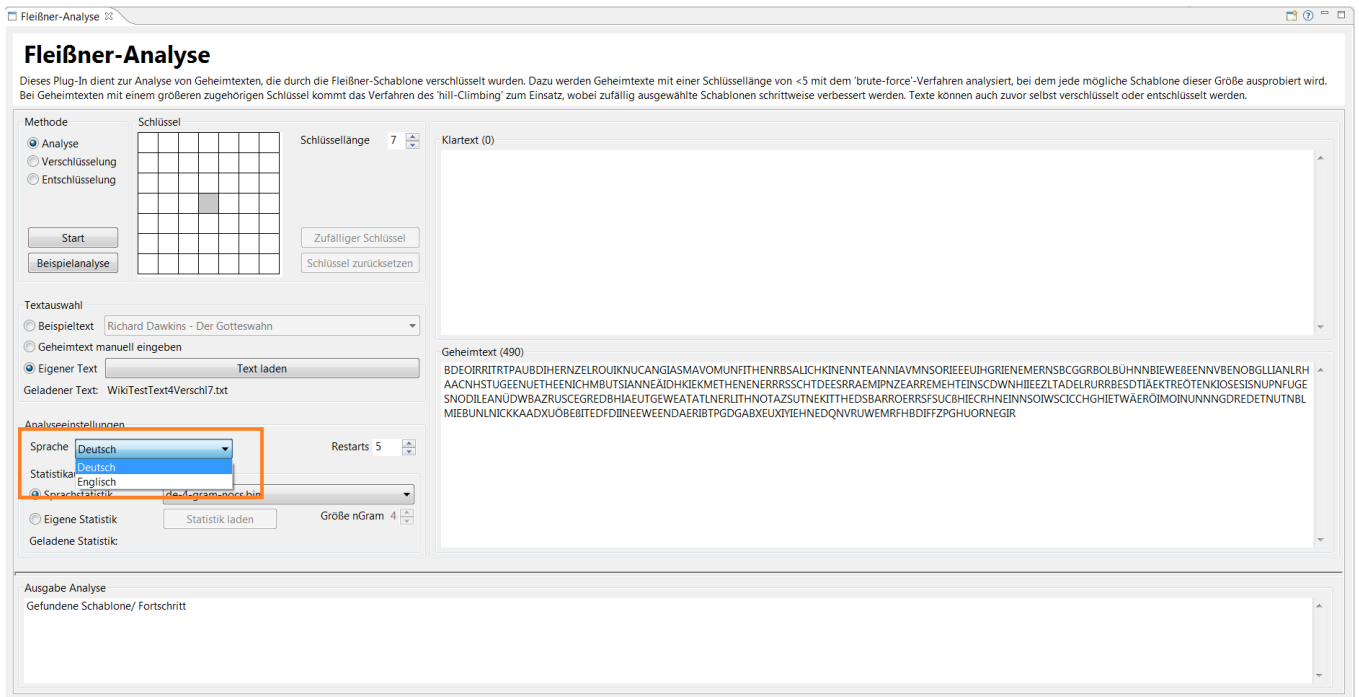 Fleißner-Analyse
Fleißner-Analyse
Dieses Plug-In dient zur Analyse von Geheimtexten, die durch die Fleißner-Schablone verschlüsselt wurden. Dazu werden Geheimtexte mit einer Schlüssellänge von <5 mit dem 'brute-force'-Verfahren analysiert, bei dem jede mögliche Schablone dieser Größe ausprobiert wird.
Bei Geheimtexten mit einem größeren zugehörigen Schlüssel kommt das Verfahren des 'hill-Climbing' zum Einsatz, wobei zufällig ausgewählte Schablonen schrittweise verbessert werden. Texte können auch zuvor selbst verschlüsselt oder entschlüsselt werden.
Methode
Analyse
Verschlüsselung
Entschlüsselung
Start
Beispielanalyse
Schlüssel
Schlüssellänge 7
Zufälliger Schlüssel
Schlüssel zurücksetzen
Textauswahl
Beispieltext Richard Dawkins - Der Gotteswahn
Geheimtext manuell eingeben
Eigener Text Text laden
Geladener Text: WikiTestText4Verschl7.txt
Analyseeinstellungen
Sprache Deutsch Restarts 5
Deutsch
Englisch
Sprachstatistik de-4-gram-nocs.bin
Eigene Statistik Statistik laden Größe nGram 4
Geladene Statistik:
Klartext (0)
Geheimtext (490)
BDEOIRRITRTPAUBDIHERNZELROUIKNUCANGIASMAVOMUNFITHENRBSALICHKINENNTEANNIAVMNSORIEEEUIHGRIENEMERNSBCGGRBOLBÜHNNBIEWEßEENNVBENOBGLLIANLRH
AACNHSTUGEENUETHEENICHMBUTSIANNEÄIDHKIEKMETHENENERRRSSCHTDEESRRAEMIPNZEARREMEHTEINSCDWNHIIEEZLTADELRURRBESDTIÄEKTREÖTENKIOSESISNUPNFUGE
SNODILEANÜDWBAZRUSCEGREDBHIAEUTGEWEATATLNERLITHNOTAZSUTNEKITTHEDSBARROERRSFSUCßHIECRHNEINNSOIWSCICCHGHIETWÄERÖIMOINUNNNGDREDETNUTNBL
MIEBUNLNICKKAADXUÖBEßITEDFDIINEEWEENDAERIBTPGDGABXEUXIYIEHNEDQNVRUWEMRFHBDIFFZPGHUORNEGIR
Ausgabe Analyse
Gefundene Schablone/ Fortschritt